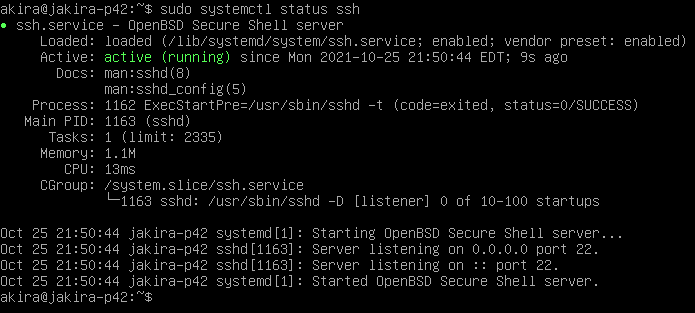 akira@jakira-p42:~$ sudo systemctl status ssh
● ssh.service - OpenBSD Secure Shell server
Loaded: loaded (/lib/systemd/system/ssh.service; enabled; vendor preset: enabled)
Active: active (running) since Mon 2021-10-25 21:50:44 EDT; 9s ago
Docs: man:sshd(8)
man:sshd_config(5)
Process: 1162 ExecStartPre=/usr/sbin/sshd -t (code=exited, status=0/SUCCESS)
Main PID: 1163 (sshd)
Tasks: 1 (limit: 2335)
Memory: 1.1M
CPU: 13ms
CGroup: /system.slice/ssh.service
└─1163 sshd: /usr/sbin/sshd -D [listener] 0 of 10-100 startups
Oct 25 21:50:44 jakira-p42 systemd[1]: Starting OpenBSD Secure Shell server...
Oct 25 21:50:44 jakira-p42 sshd[1163]: Server listening on 0.0.0.0 port 22.
Oct 25 21:50:44 jakira-p42 sshd[1163]: Server listening on :: port 22.
Oct 25 21:50:44 jakira-p42 systemd[1]: Started OpenBSD Secure Shell server.
akira@jakira-p42:~$